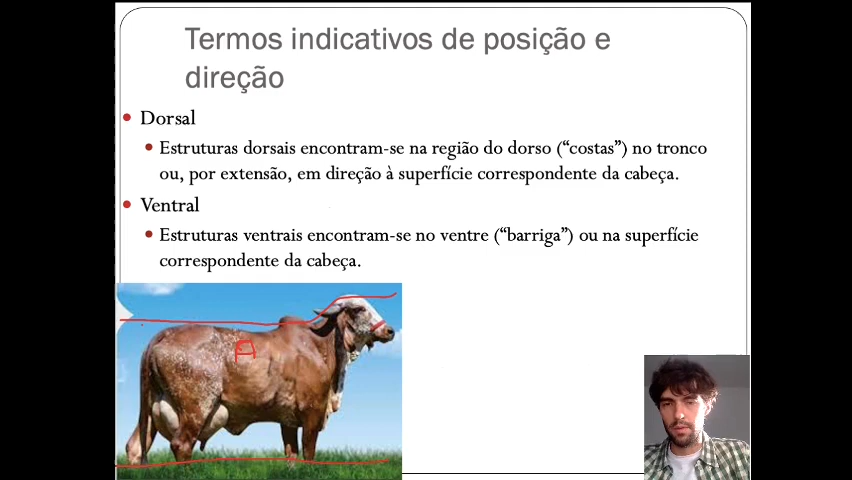 Termos indicativos de posição e
direção
Dorsal
Estruturas dorsais encontram-se na região do dorso (“costas”) no tronco
ou, por extensão, em direção à superfície correspondente da cabeça.
Ventral
Estruturas ventrais encontram-se no ventre (“barriga”) ou na superfície
correspondente da cabeça.
A